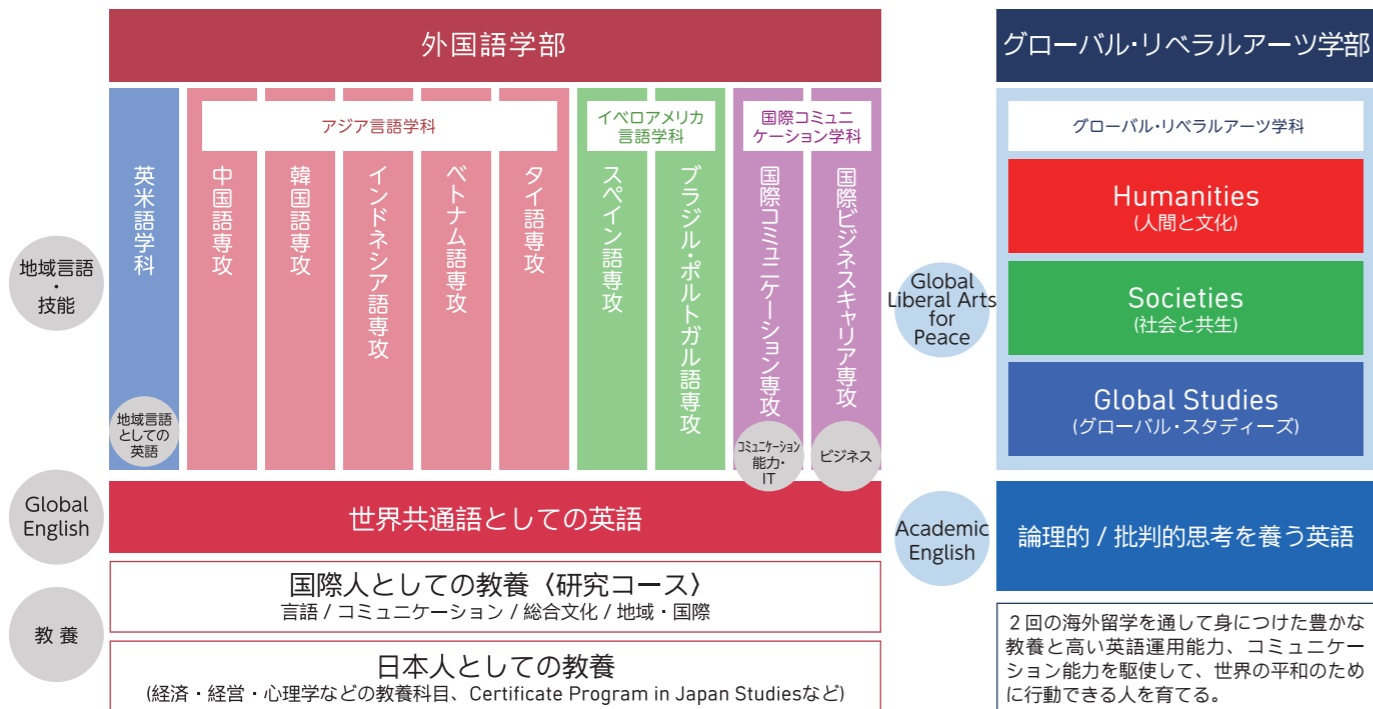 外国語学部
地域言語
・
技能
英米語学科
地域言語
としての
英語
アジア言語学科
中国語専攻
韓国語専攻
インドネシア語専攻
ベトナム語専攻
タイ語専攻
イベロアメリカ
言語学科
スペイン語専攻
ブラジル・ポルトガル語専攻
国際コミュニ
ケーション学科
国際コミュニケーション専攻
コミュニケーション
能力・
IT
国際ビジネスキャリア専攻
ビジネス
Global
English
世界共通語としての英語
教 養
国際人としての教養〈研究コース〉
言語 / コミュニケーション / 総合文化 / 地域・国際
日本人としての教養
(経済・経営・心理学などの教養科目、Certificate Program in Japan Studiesなど)
グローバル・リベラルアーツ学部
グローバル・リベラルアーツ学科
Global
Liberal Arts
for
Peace
Humanities
(人間と文化)
Societies
(社会と共生)
Global Studies
(グローバル・スタディーズ)
Academic
English
論理的 / 批判的思考を養う英語
２回の海外留学を通して身につけた豊かな
教養と高い英語運用能力、コミュニケー
ション能力を駆使して、世界の平和のため
に行動できる人を育てる。